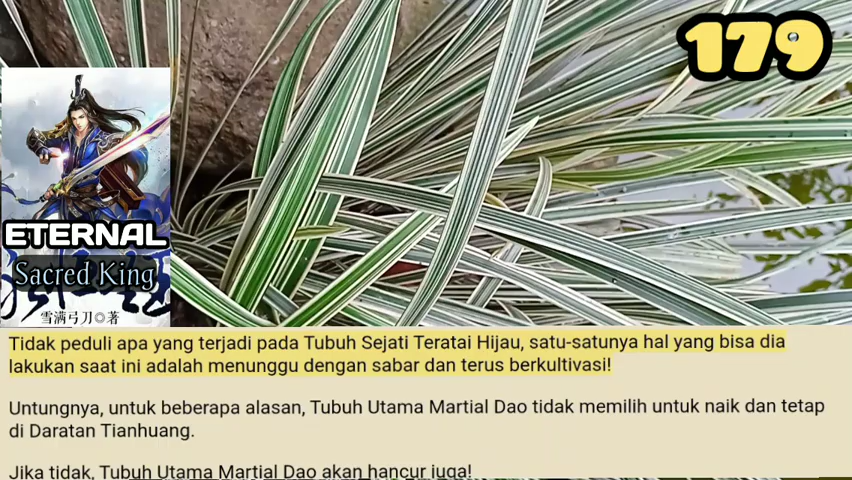 179
ETERNAL
Sacred King
雪满弓刀◎著
Tidak peduli apa yang terjadi pada Tubuh Sejati Teratai Hijau, satu-satunya hal yang bisa dia
lakukan saat ini adalah menunggu dengan sabar dan terus berkultivasi!
Untungnya, untuk beberapa alasan, Tubuh Utama Martial Dao tidak memilih untuk naik dan tetap
di Daratan Tianhuang.
Jika tidak, Tubuh Utama Martial Dao akan hancur juga!